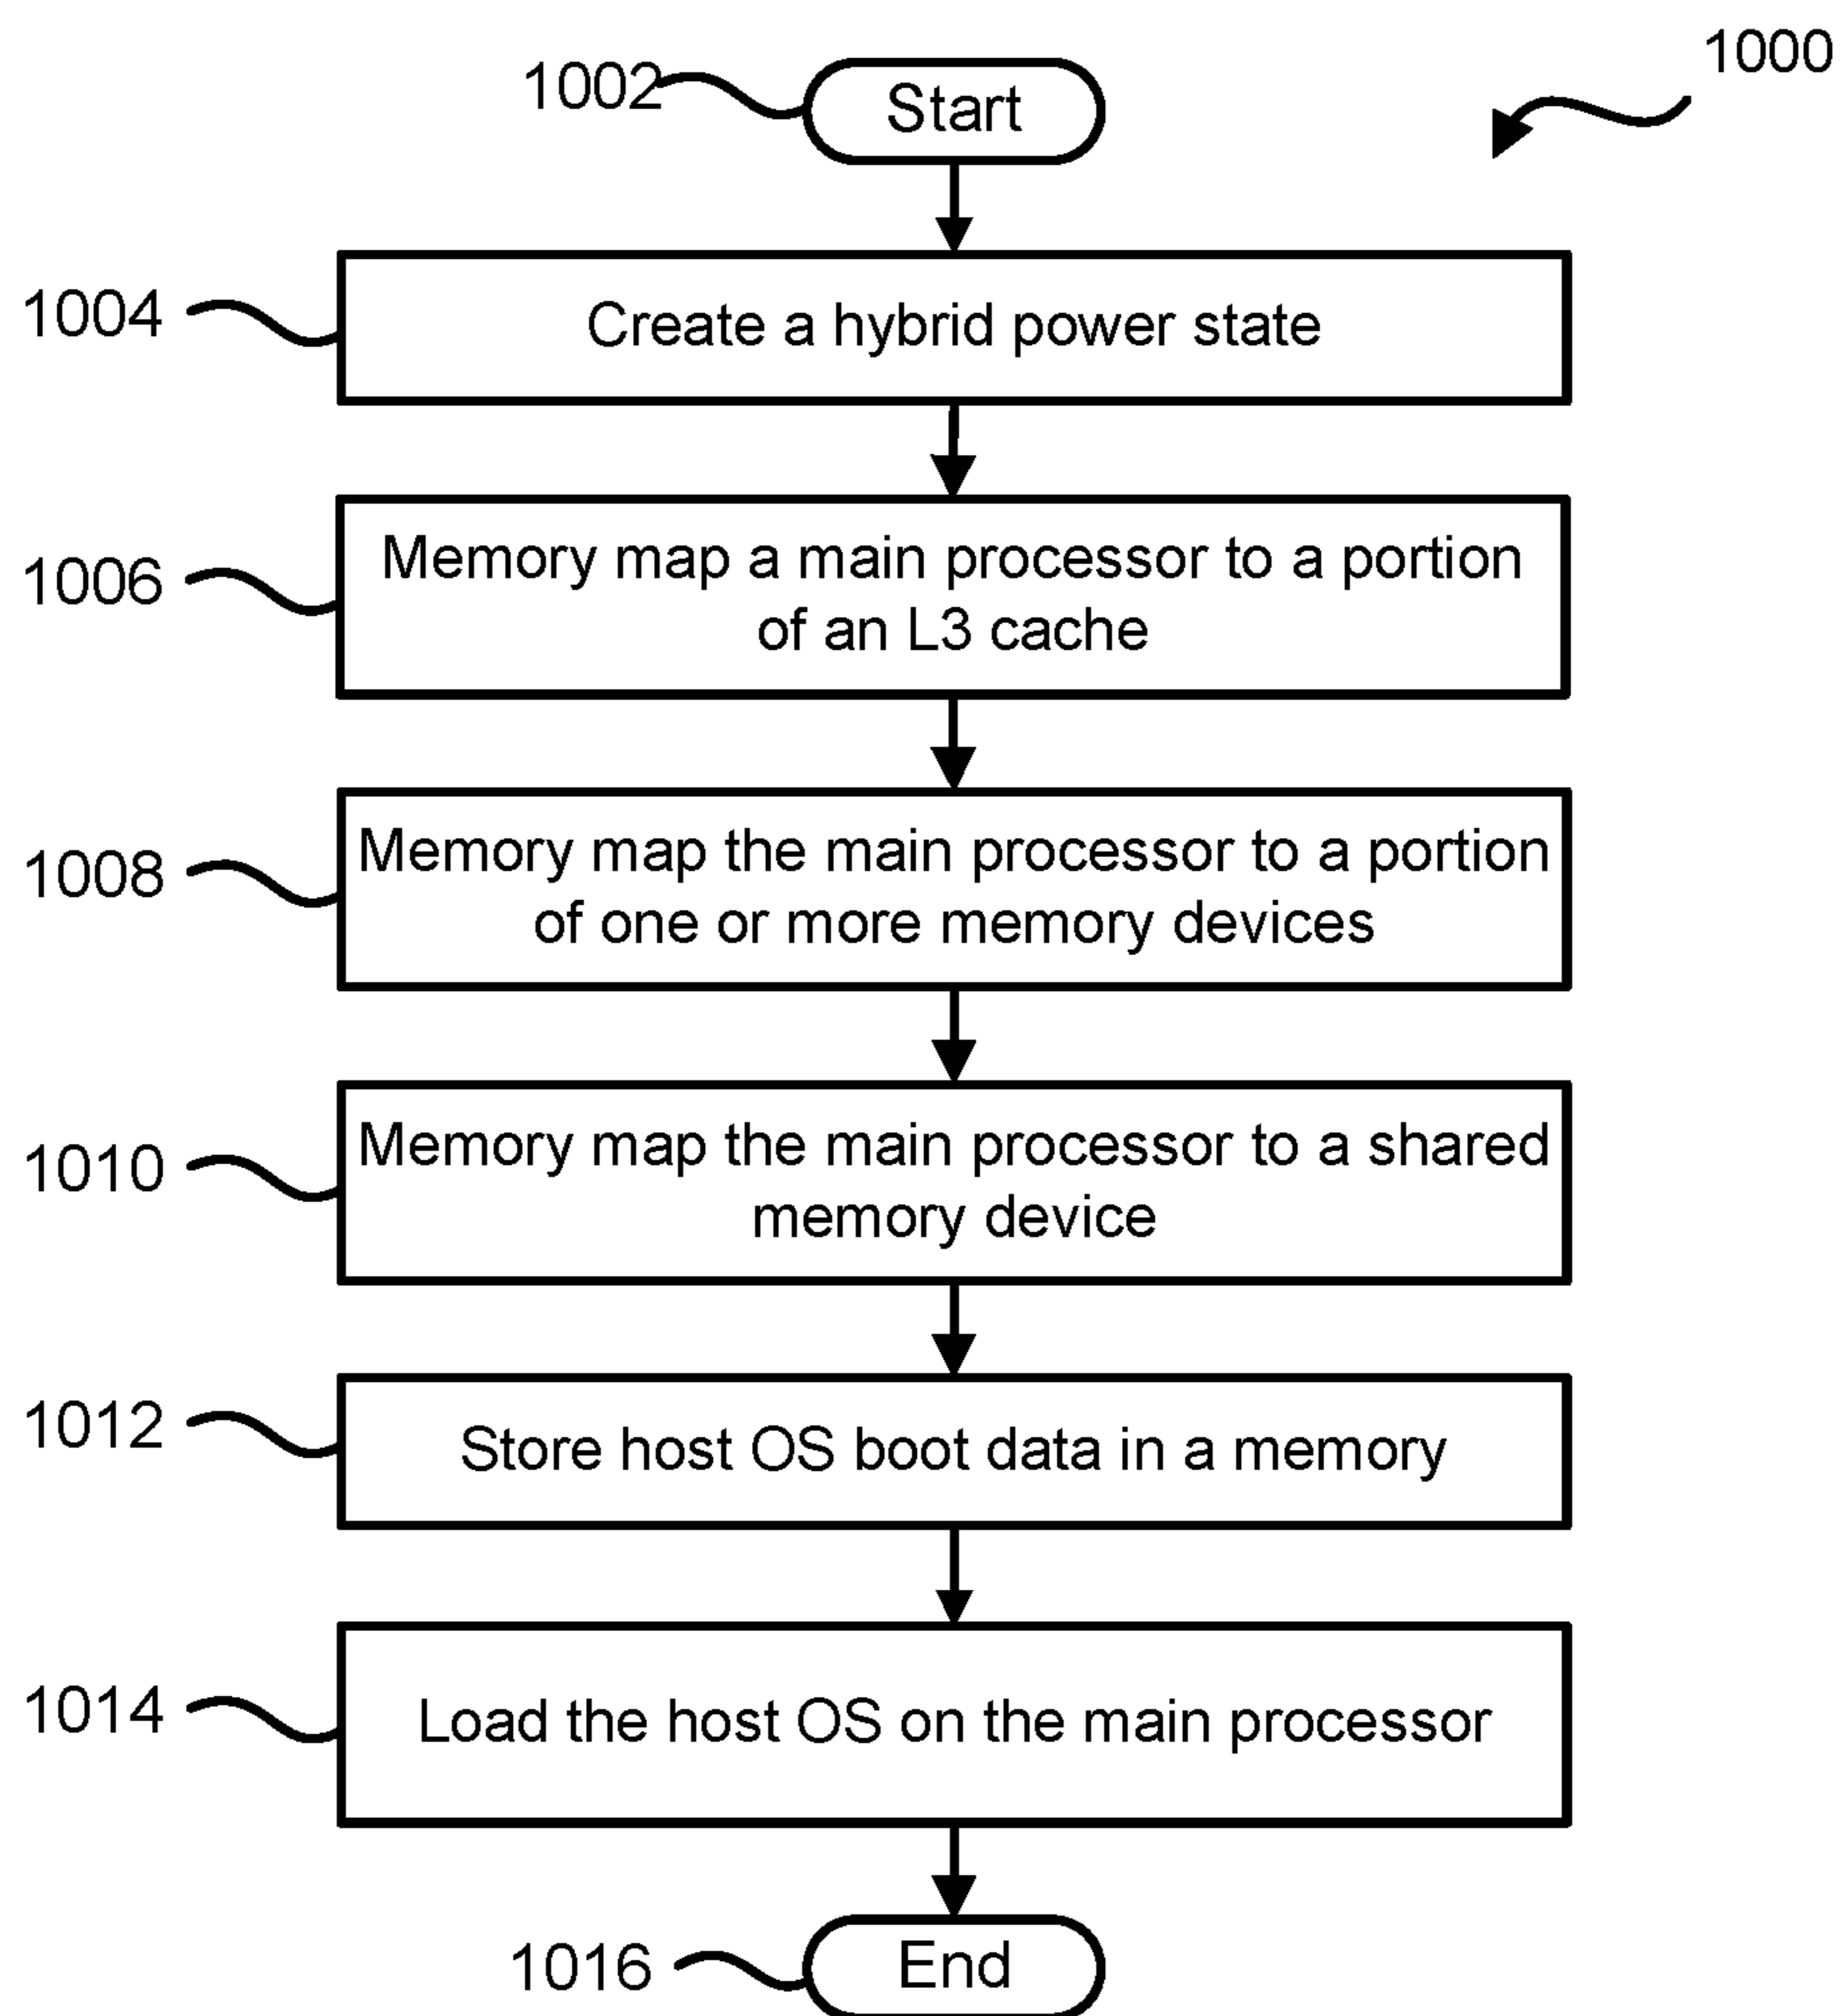 1000
1002
Start
1004
Create a hybrid power state
1006
Memory map a main processor to a portion
of an L3 cache
1008
Memory map the main processor to a portion
of one or more memory devices
1010
Memory map the main processor to a shared
memory device
1012
Store host OS boot data in a memory
1014
Load the host OS on the main processor
1016
End